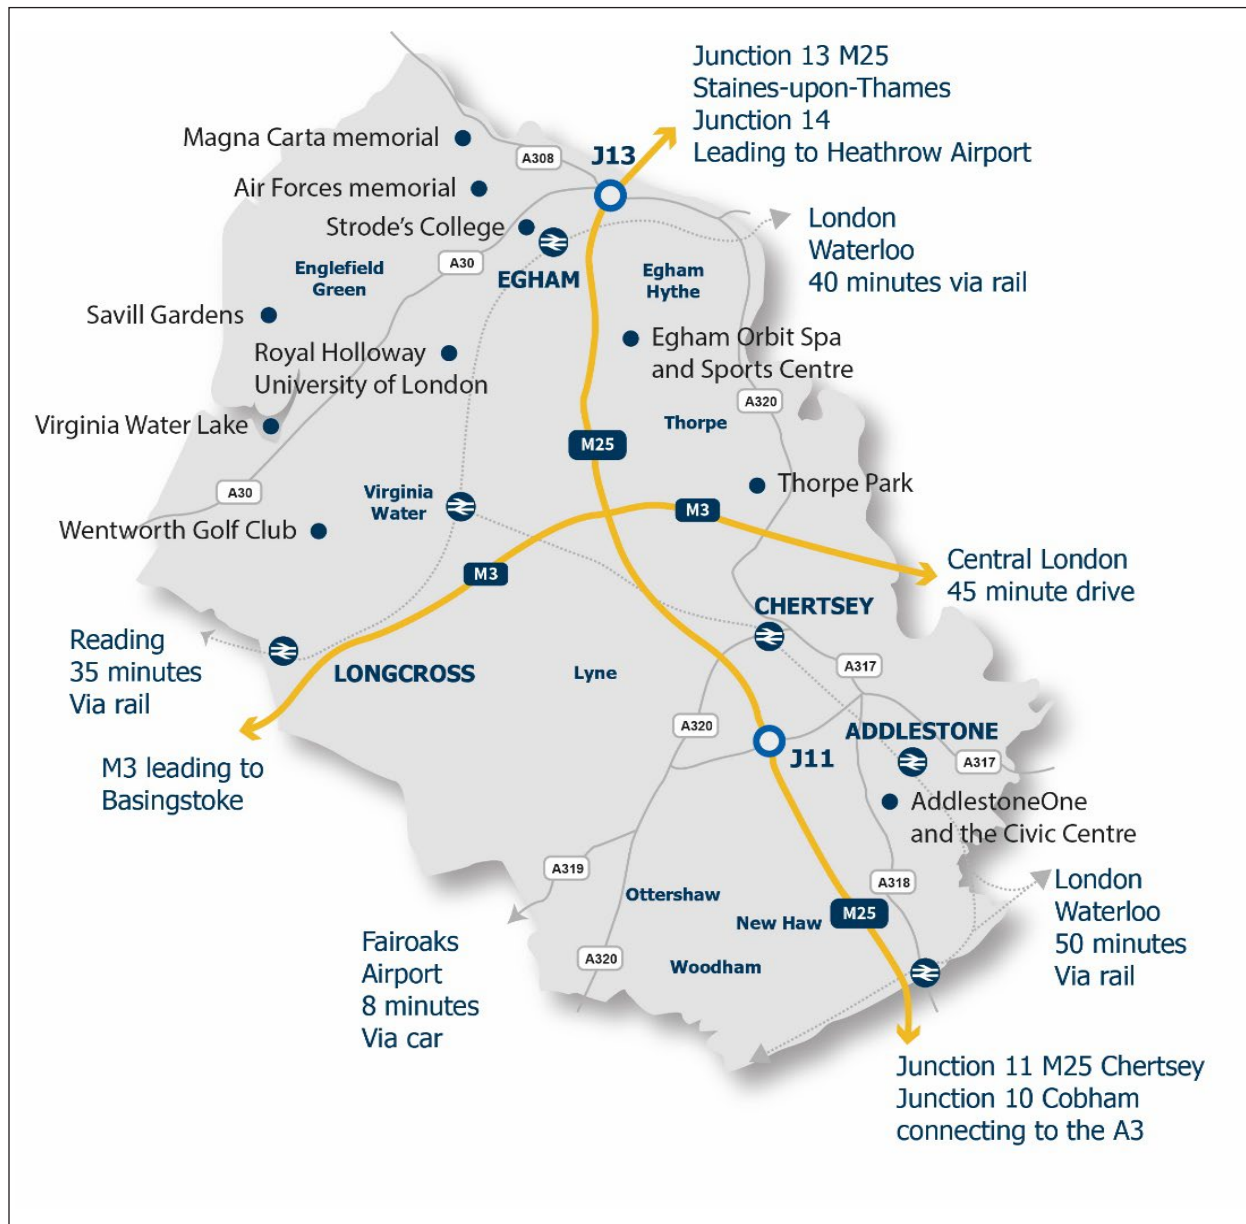 Junction 13 M25
Staines-upon-Thames
Junction 14
Leading to Heathrow Airport
Magna Carta memorial
A308
J13
Air Forces memorial
Strode's College
London
Waterloo
40 minutes via rail
A30
Englefield
Green
EGHAM
Egham
Hythe
Savill Gardens
Royal Holloway
University of London
Egham Orbit Spa
and Sports Centre
A320
Virginia Water Lake
Thorpe
M25
Thorpe Park
A30
Virginia
Water
M3
Wentworth Golf Club
M3
Central London
45 minute drive
CHERTSEY
Reading
35 minutes
Via rail
LONGCROSS
Lyne
A317
A320
ADDLESTONE
J11
A317
M3 leading to
Basingstoke
AddlestoneOne
and the Civic Centre
A319
A318
Ottershaw
New Haw
M25
London
Waterloo
50 minutes
Via rail
Fairoaks
Airport
8 minutes
Via car
A320
Woodham
Junction 11 M25 Chertsey
Junction 10 Cobham
connecting to the A3